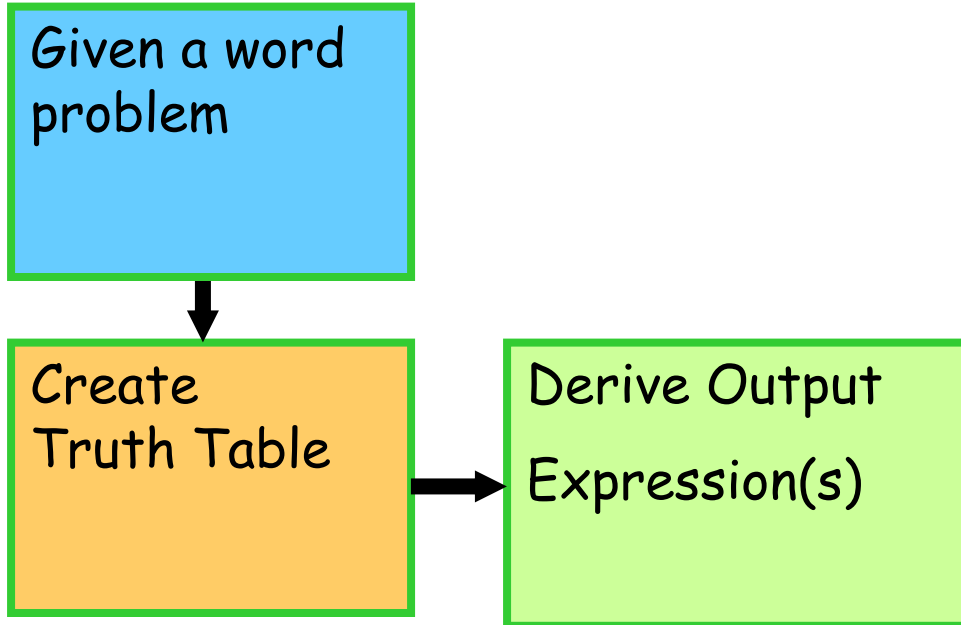 Given a word
problem
Create
Truth Table
Derive Output
Expression(s)